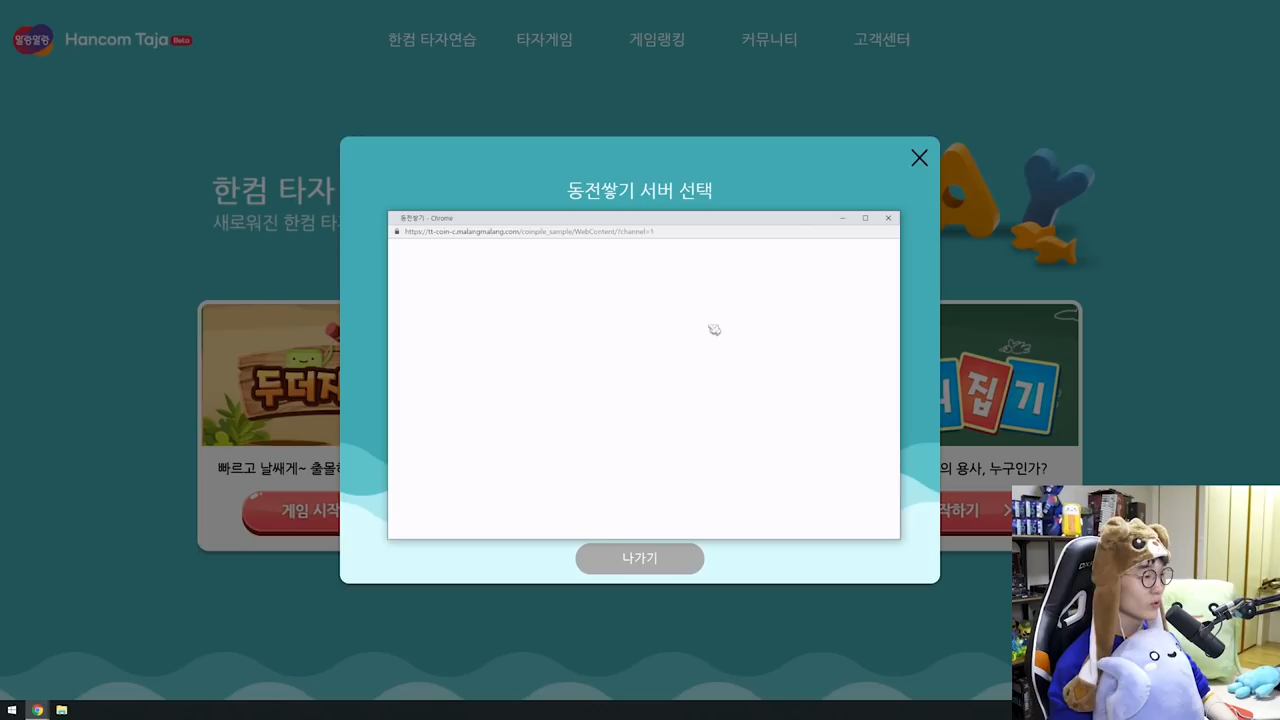 말랑말랑 Hancom Taja Beta
한컴 타자연습 타자게임 게임랭킹 커뮤니티 고객센터
동전쌓기 서버 선택
한컴 타자
새로워진 한컴 타자
동전쌓기 - Chrome
https://tt-coin-c.malangmalang.com/coinpile_sample/WebContent/?channel=1
집기
빠르고 날쌔게~ 출몰하
의 용사, 누구인가?
게임 시작
작하기
나가기